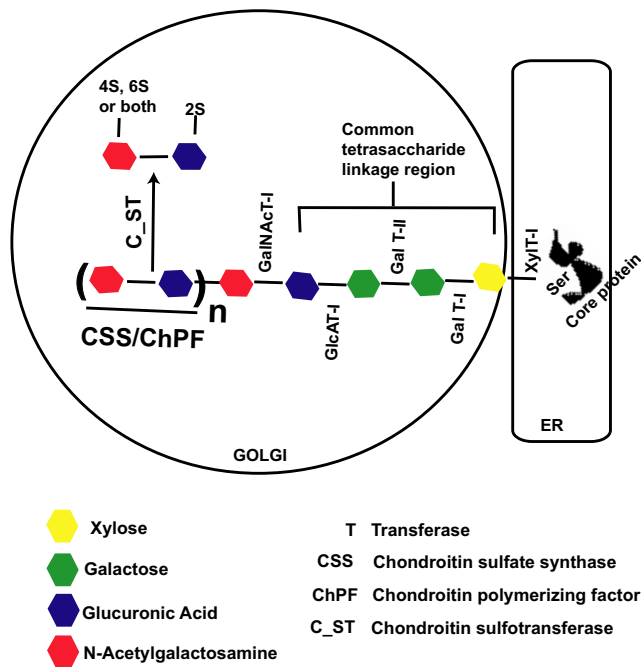 4S, 6S
or both
2S
Common
tetrasaccharide
linkage region
C_ST
GalNAcT-I
Gal T-II
XylT-I
Ser
Core protein
( ) n
CSS/ChPF
GlcAT-I
Gal T-I
ER
GOLGI
Xylose
Galactose
Glucuronic Acid
N-Acetylgalactosamine
T Transferase
CSS Chondroitin sulfate synthase
ChPF Chondroitin polymerizing factor
C_ST Chondroitin sulfotransferase